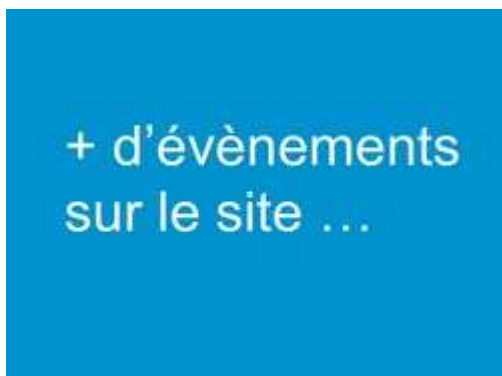 + d’évènements
sur le site ...